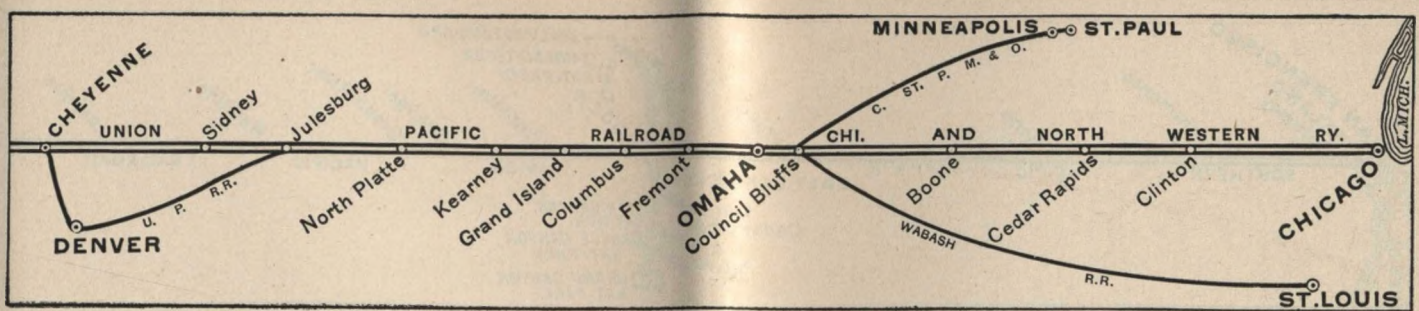 MINNEAPOLIS ST. PAUL
C. ST. P. M. & O.
L. MICH.
CHEYENNE
UNION PACIFIC RAILROAD
Sidney
Julesburg
CHI. AND NORTH WESTERN RY.
North Platte
Kearney
Grand Island
Columbus
Fremont
OMAHA
Council Bluffs
Boone
Cedar Rapids
Clinton
CHICAGO
U. P. R.R.
DENVER
WABASH R.R.
ST. LOUIS